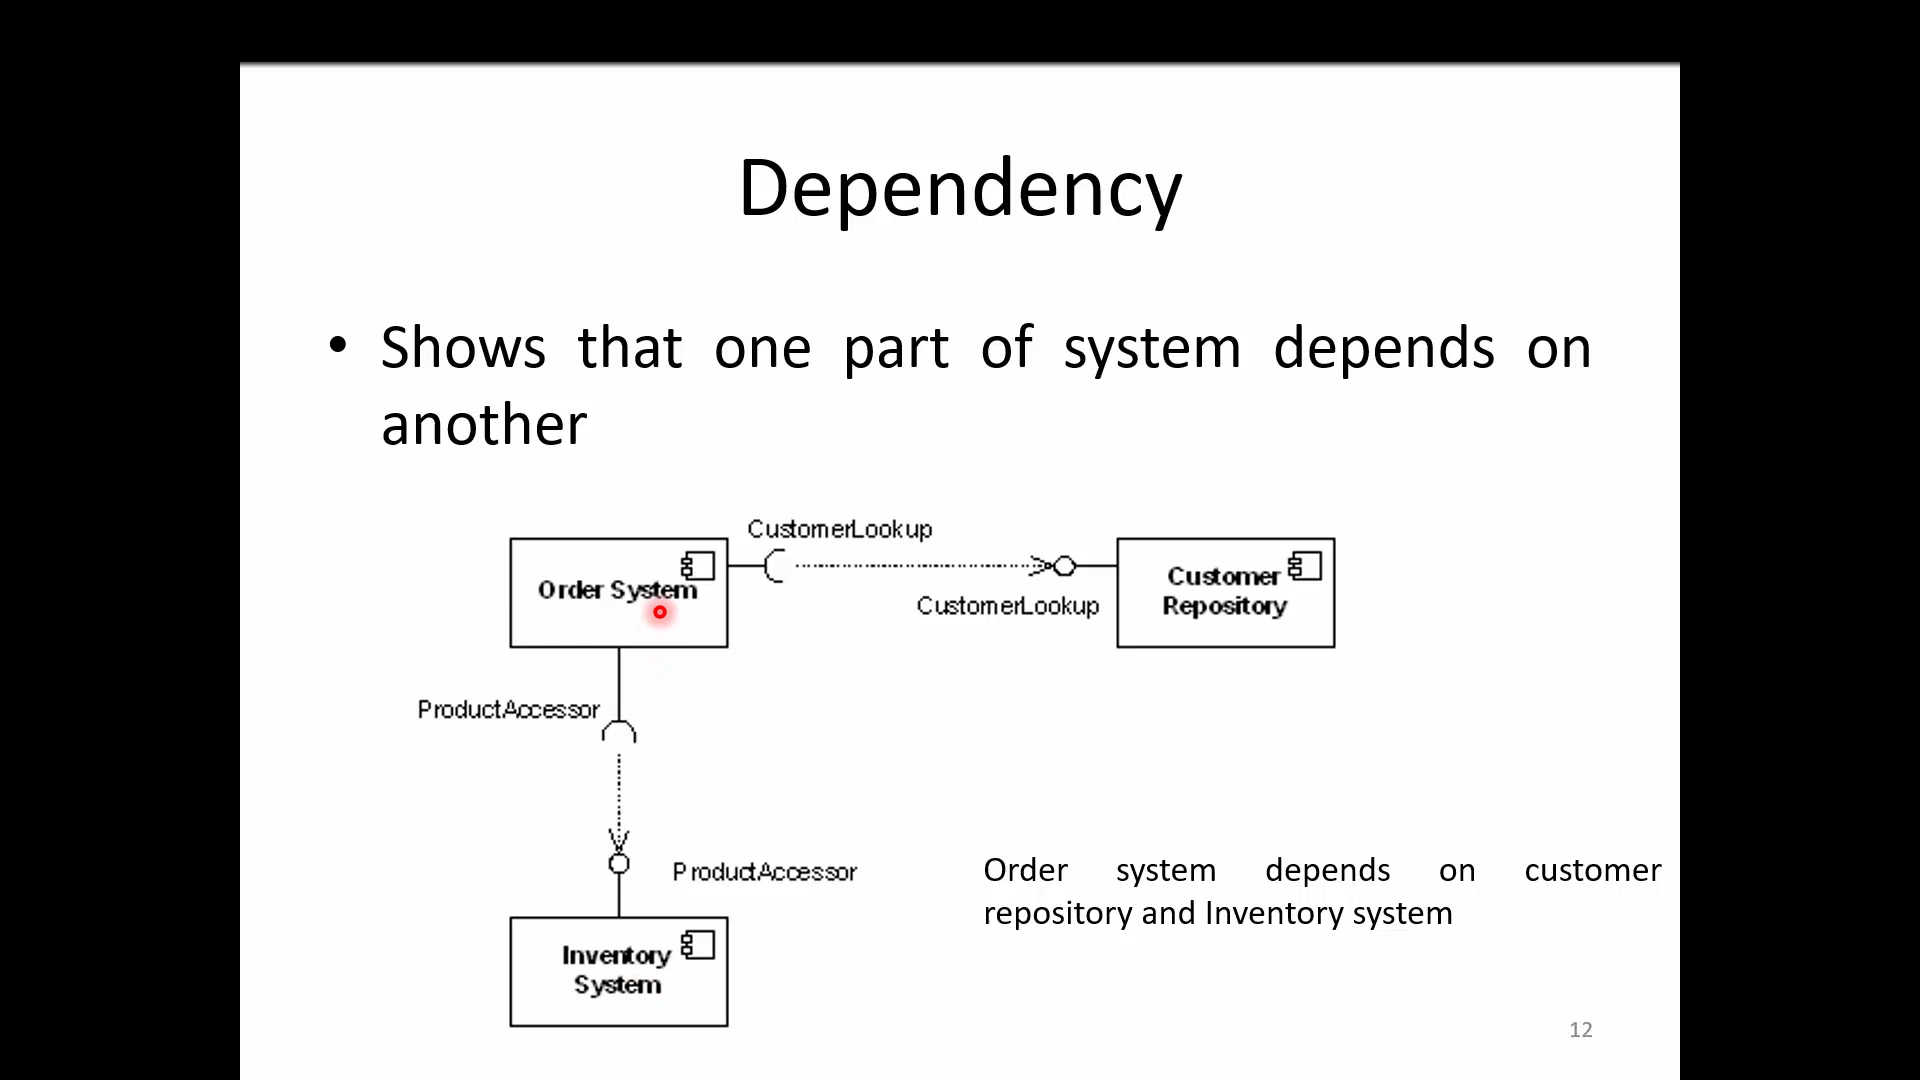 Dependency
• Shows that one part of system depends on
another
CustomerLookup
Order System
Customer
Repository
CustomerLookup
ProductAccessor
ProductAccessor
Order system depends on customer
repository and Inventory system
Inventory
System
12